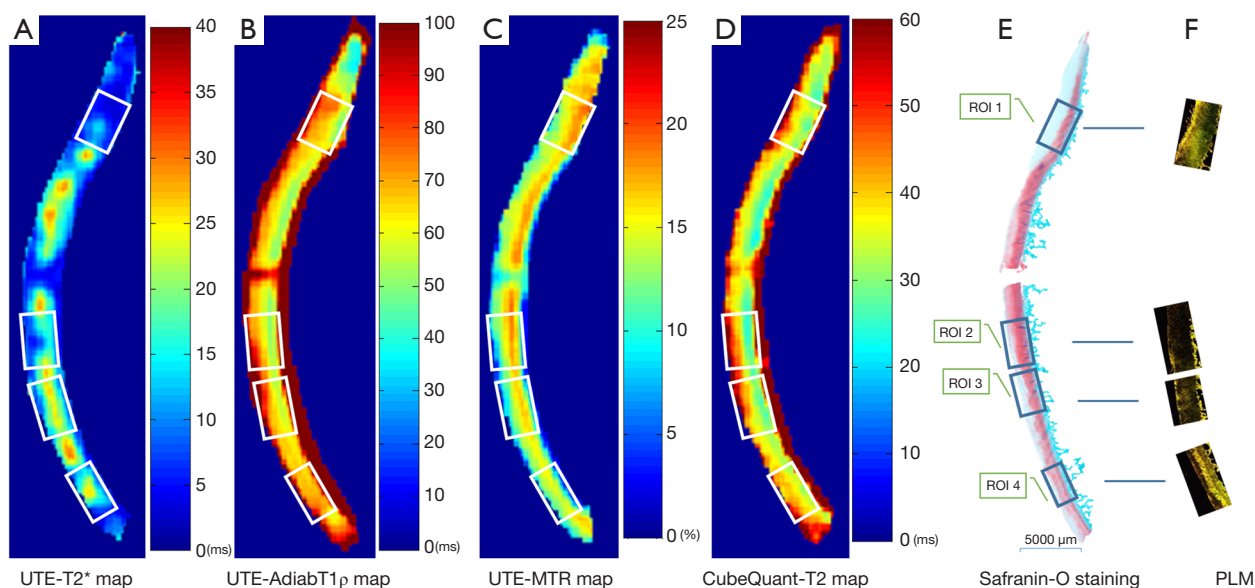 A
B
C
D
E
F
40
35
30
25
20
15
10
5
0(ms)
100
90
80
70
60
50
40
30
20
10
0(ms)
25
20
15
10
5
0 (%)
60
50
40
30
20
10
0 (ms)
ROI 1
ROI 2
ROI 3
ROI 4
5000 µm
UTE-T2* map
UTE-AdiabT1ρ map
UTE-MTR map
CubeQuant-T2 map
Safranin-O staining
PLM